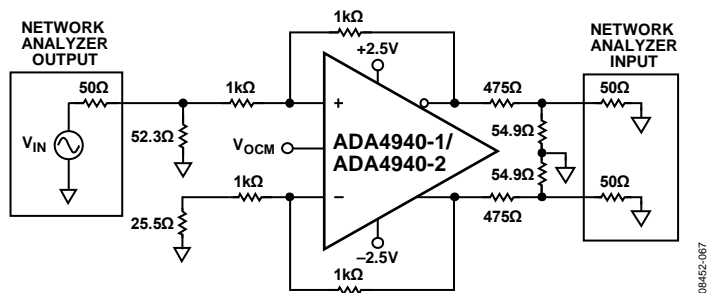 NETWORK
ANALYZER
OUTPUT
50Ω
VIN
52.3Ω
25.5Ω
1kΩ
1kΩ
1kΩ
1kΩ
+2.5V
+
VOCM
ADA4940-1/
ADA4940-2
−
−2.5V
475Ω
54.9Ω
54.9Ω
475Ω
NETWORK
ANALYZER
INPUT
50Ω
50Ω
08452-067